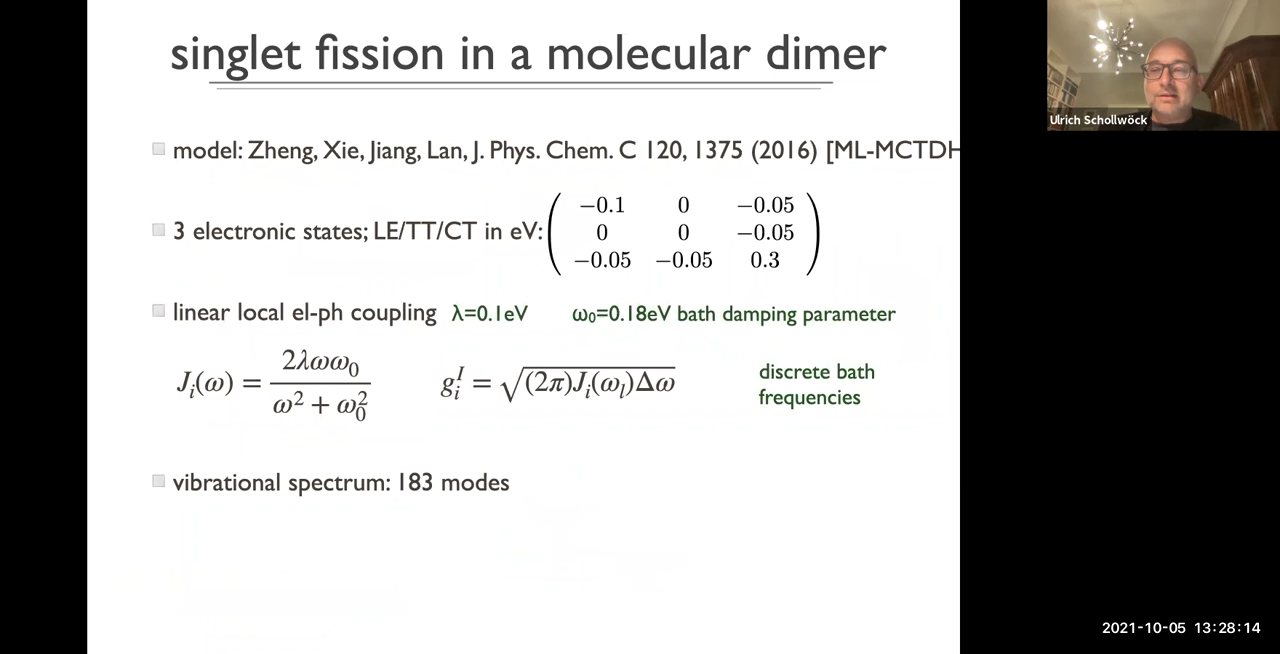 singlet fission in a molecular dimer
model: Zheng, Xie, Jiang, Lan, J. Phys. Chem. C 120, 1375 (2016) [ML-MCTDH
3 electronic states; LE/TT/CT in eV:
−0.1 0 −0.05
0 0 −0.05
−0.05 −0.05 0.3
linear local el-ph coupling λ=0.1eV ω₀=0.18eV bath damping parameter
J_i(ω) = 2λωω₀ / (ω² + ω₀²) g_i^I = √((2π)J_i(ω_l)Δω)
discrete bath
frequencies
vibrational spectrum: 183 modes
Ulrich Schollwöck
2021-10-05 13:28:14